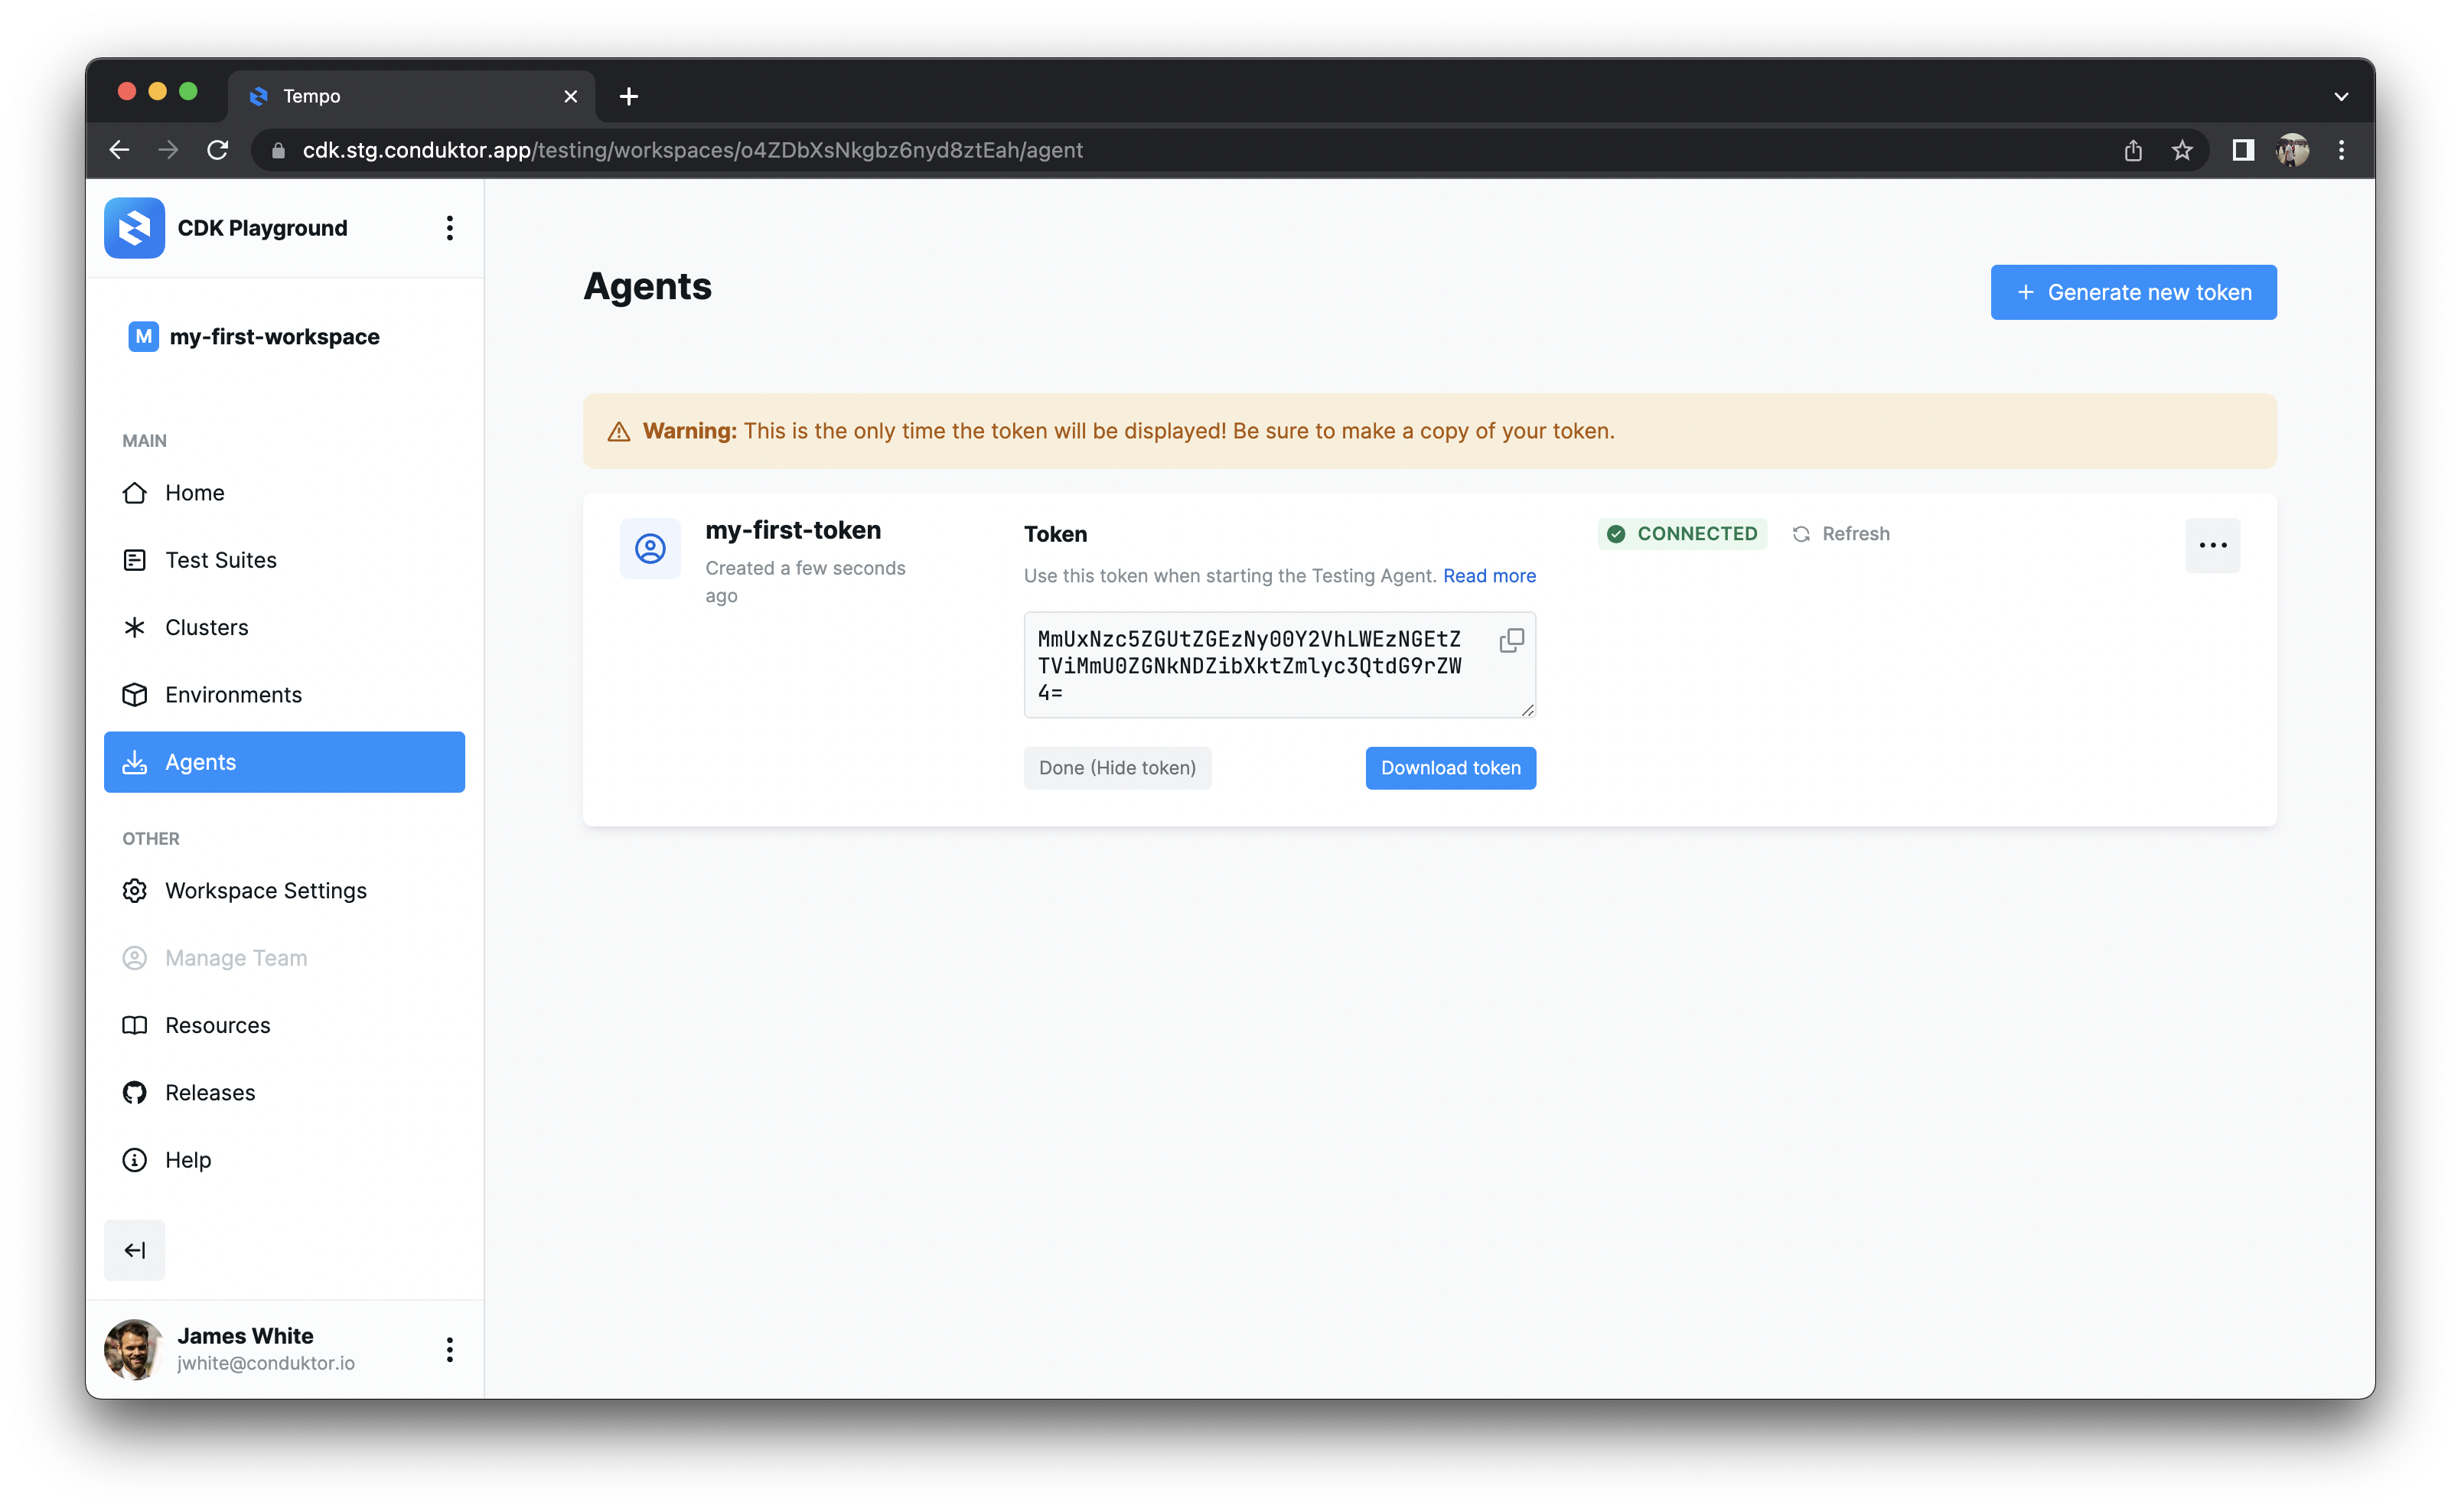 Tempo
cdk.stg.conduktor.app/testing/workspaces/o4ZDbXsNkgbz6nyd8ztEah/agent
CDK Playground
M my-first-workspace
MAIN
Home
Test Suites
Clusters
Environments
Agents
OTHER
Workspace Settings
Manage Team
Resources
Releases
Help
James White
jwhite@conduktor.io
Agents
+ Generate new token
Warning: This is the only time the token will be displayed! Be sure to make a copy of your token.
my-first-token
Created a few seconds
ago
Token
Use this token when starting the Testing Agent. Read more
MmUxNzc5ZGUtZGEzNy00Y2VhLWEzNGEtZ
TViMmU0ZGNkNDZibXktZmlyc3QtdG9rZW
4=
Done (Hide token)
Download token
CONNECTED
Refresh